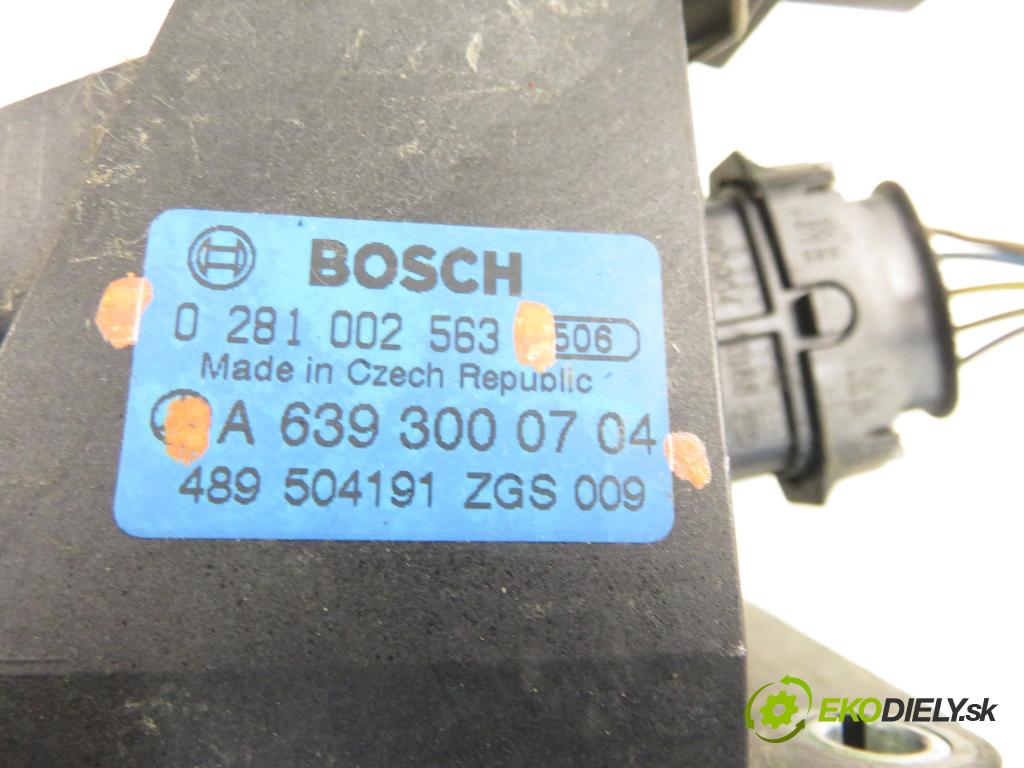 BOSCH
0 281 002 563 506
Made in Czech Republic
A 639 300 07 04
489 504191 ZGS 009
EKODIELY.sk